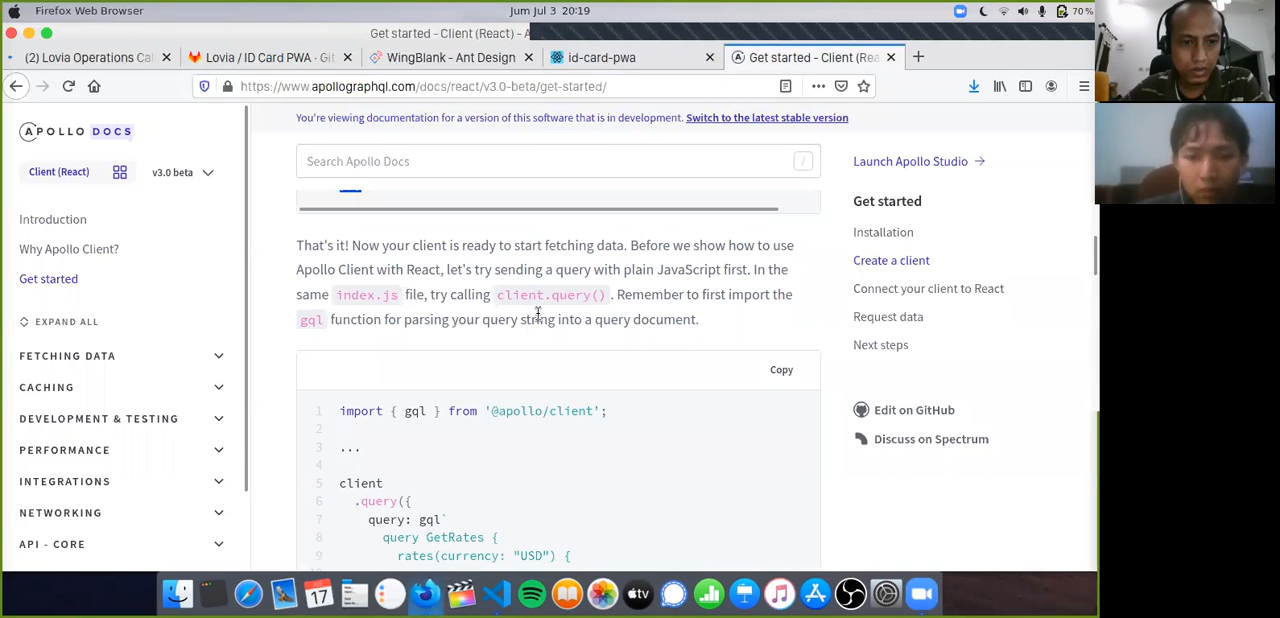 Firefox Web Browser
Jum Jul 3 20:19
70 %
Get started - Client (React) - A
(2) Lovia Operations Ca
Lovia / ID Card PWA - Git
WingBlank - Ant Design
id-card-pwa
Get started - Client (Rea
https://www.apollographql.com/docs/react/v3.0-beta/get-started/
APOLLO DOCS
You're viewing documentation for a version of this software that is in development. Switch to the latest stable version
Client (React)
v3.0 beta
Search Apollo Docs
/
Launch Apollo Studio
Introduction
Why Apollo Client?
Get started
EXPAND ALL
FETCHING DATA
CACHING
DEVELOPMENT & TESTING
PERFORMANCE
INTEGRATIONS
NETWORKING
API - CORE
That's it! Now your client is ready to start fetching data. Before we show how to use
Apollo Client with React, let's try sending a query with plain JavaScript first. In the
same index.js file, try calling client.query() . Remember to first import the
gql function for parsing your query string into a query document.
Copy
1 import { gql } from '@apollo/client';
2
3 ...
4
5 client
6 .query({
7 query: gql`
8 query GetRates {
9 rates(currency: "USD") {
Get started
Installation
Create a client
Connect your client to React
Request data
Next steps
Edit on GitHub
Discuss on Spectrum
17
tv